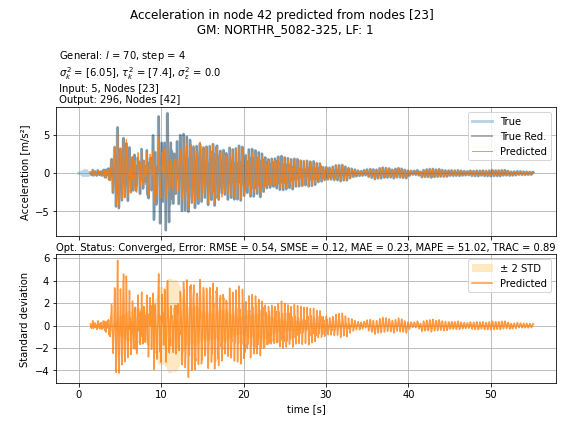 Acceleration in node 42 predicted from nodes [23]
GM: NORTHR_5082-325, LF: 1
General: l = 70, step = 4
σ²ₖ = [6.05], τ²ₖ = [7.4], σ²ε = 0.0
Input: 5, Nodes [23]
Output: 296, Nodes [42]
Acceleration [m/s²]
5
0
−5
True
True Red.
Predicted
Opt. Status: Converged, Error: RMSE = 0.54, SMSE = 0.12, MAE = 0.23, MAPE = 51.02, TRAC = 0.89
Standard deviation
6
4
2
0
−2
−4
± 2 STD
Predicted
0 10 20 30 40 50
time [s]